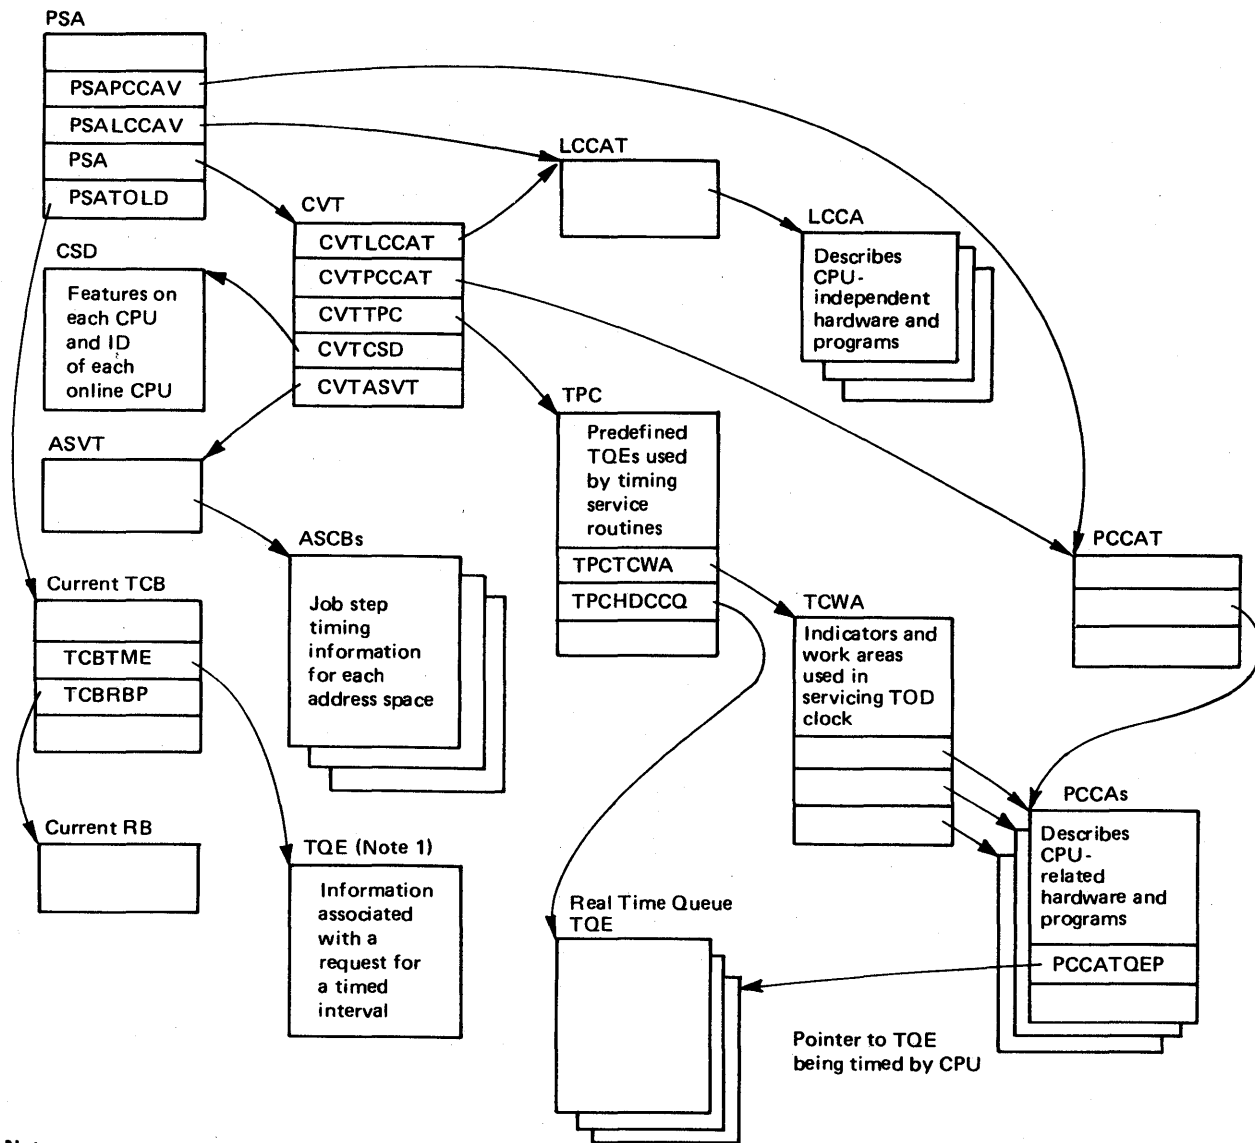 PSA
PSAPCCAV
PSALCCAV
PSA
PSATOLD
LCCAT
CVT
CVTLCCAT
CVTPCCAT
CVTTPC
CVTCSD
CVTASVT
LCCA
Describes
CPU-
independent
hardware and
programs
CSD
Features on
each CPU
and ID
of each
online CPU
TPC
Predefined
TQEs used
by timing
service
routines
TPCTCWA
TPCHDCCQ
ASVT
ASCBs
Job step
timing
information
for each
address space
PCCAT
Current TCB
TCBTME
TCBRBP
TCWA
Indicators and
work areas
used in
servicing TOD
clock
PCCAs
Describes
CPU-
related
hardware and
programs
PCCATQEP
Current RB
TQE (Note 1)
Information
associated
with a
request for
a timed
interval
Real Time Queue
TQE
Pointer to TQE
being timed by CPU